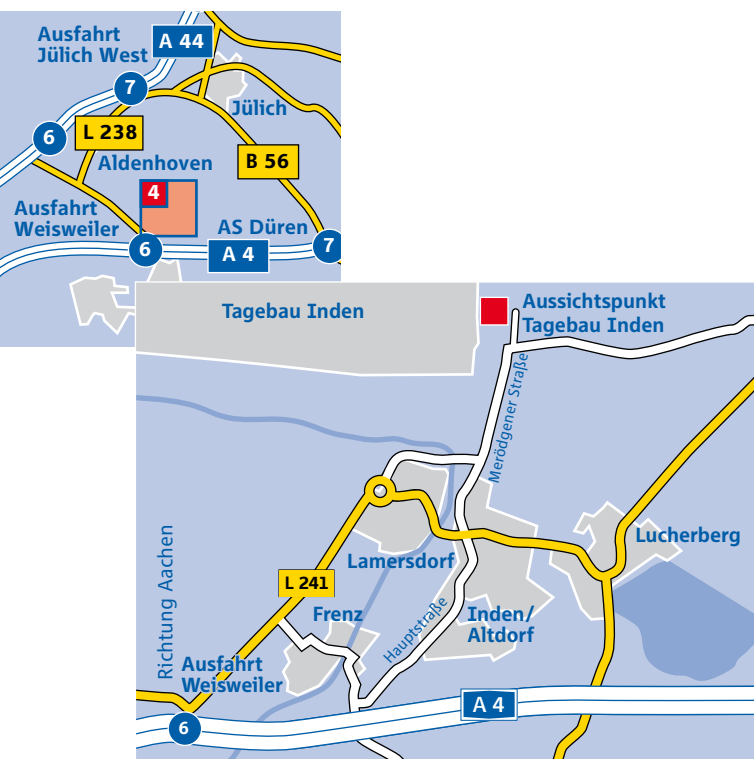 Ausfahrt
Jülich West
A 44
7
Jülich
6
L 238
Aldenhoven
B 56
4
Ausfahrt
Weisweiler
AS Düren
6
A 4
7
Tagebau Inden
Aussichtspunkt
Tagebau Inden
Merödgener Straße
Richtung Aachen
Lucherberg
Lamersdorf
L 241
Frenz
Hauptstraße
Inden/
Altdorf
Ausfahrt
Weisweiler
A 4
6